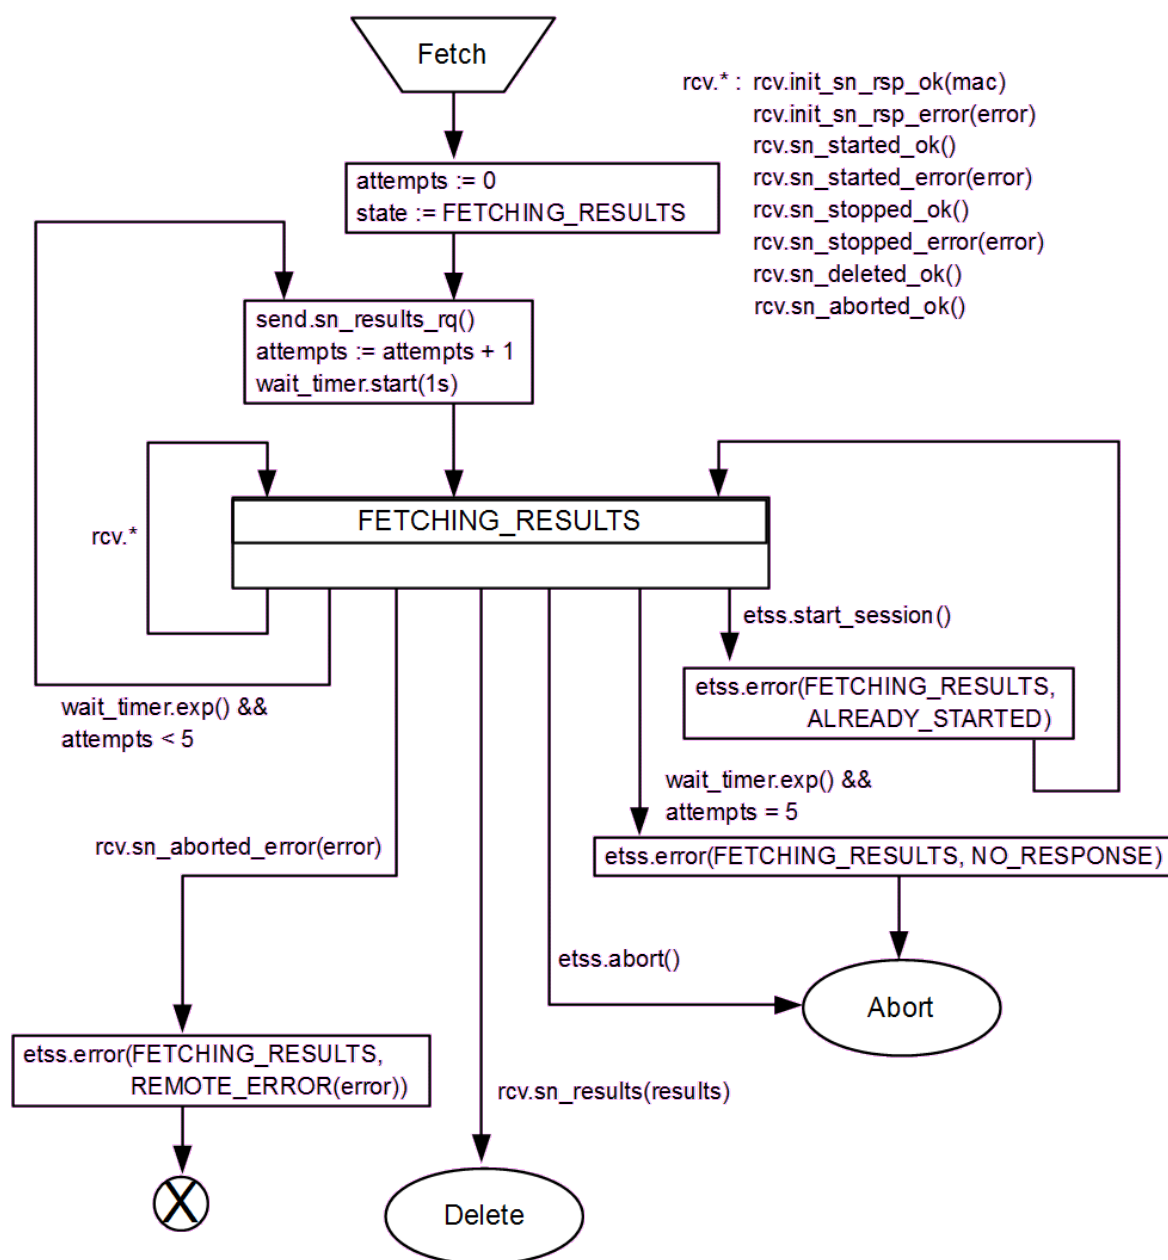 Fetch
rcv.* : rcv.init_sn_rsp_ok(mac)
rcv.init_sn_rsp_error(error)
rcv.sn_started_ok()
rcv.sn_started_error(error)
rcv.sn_stopped_ok()
rcv.sn_stopped_error(error)
rcv.sn_deleted_ok()
rcv.sn_aborted_ok()
attempts := 0
state := FETCHING_RESULTS
send.sn_results_rq()
attempts := attempts + 1
wait_timer.start(1s)
rcv.*
FETCHING_RESULTS
etss.start_session()
etss.error(FETCHING_RESULTS,
ALREADY_STARTED)
wait_timer.exp() &&
attempts < 5
wait_timer.exp() &&
attempts = 5
rcv.sn_aborted_error(error)
etss.error(FETCHING_RESULTS, NO_RESPONSE)
etss.abort()
Abort
etss.error(FETCHING_RESULTS,
REMOTE_ERROR(error))
rcv.sn_results(results)
X
Delete